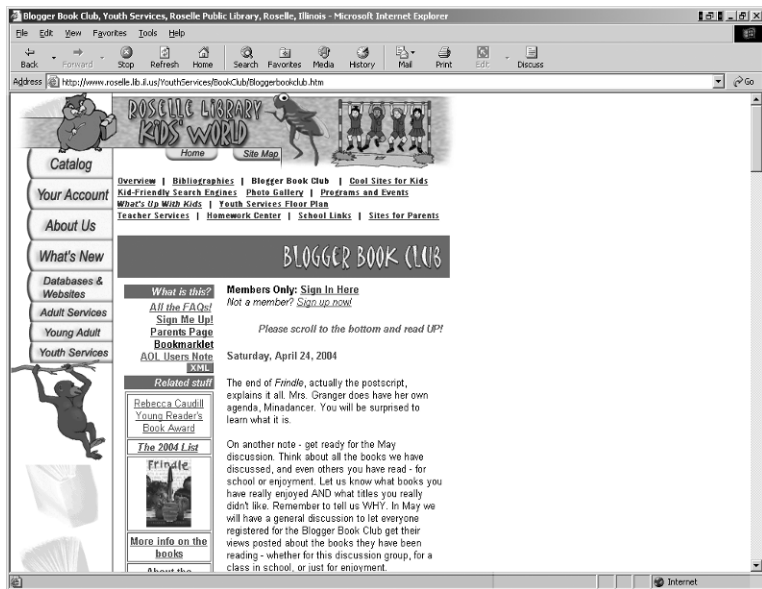 Blogger Book Club, Youth Services, Roselle Public Library, Roselle, Illinois - Microsoft Internet Explorer
File Edit View Favorites Tools Help
Back Forward Stop Refresh Home Search Favorites Media History Mail Print Edit Discuss
Address http://www.roselle.lib.il.us/YouthServices/BookClub/Bloggerbookclub.htm Go
ROSELLE LIBRARY
KIDS' WORLD
Home Site Map
Catalog
Your Account
About Us
What's New
Databases &
Websites
Adult Services
Young Adult
Youth Services
Overview | Bibliographies | Blogger Book Club | Cool Sites for Kids
Kid-Friendly Search Engines Photo Gallery | Programs and Events
What's Up With Kids | Youth Services Floor Plan
Teacher Services | Homework Center | School Links | Sites for Parents
BLOGGER BOOK CLUB
What is this?
All the FAQs!
Sign Me Up!
Parents Page
Bookmarklet
AOL Users Note
XML
Related stuff
Rebecca Caudill
Young Reader's
Book Award
The 2004 List
Frindle
More info on the
books
About the
Members Only: Sign In Here
Not a member? Sign up now!
Please scroll to the bottom and read UP!
Saturday, April 24, 2004
The end of Frindle, actually the postscript,
explains it all. Mrs. Granger does have her own
agenda, Minadancer. You will be surprised to
learn what it is.
On another note - get ready for the May
discussion. Think about all the books we have
discussed, and even others you have read - for
school or enjoyment. Let us know what books you
have really enjoyed AND what titles you really
didn't like. Remember to tell us WHY. In May we
will have a general discussion to let everyone
registered for the Blogger Book Club get their
views posted about the books they have been
reading - whether for this discussion group, for a
class in school, or just for enjoyment.
Internet